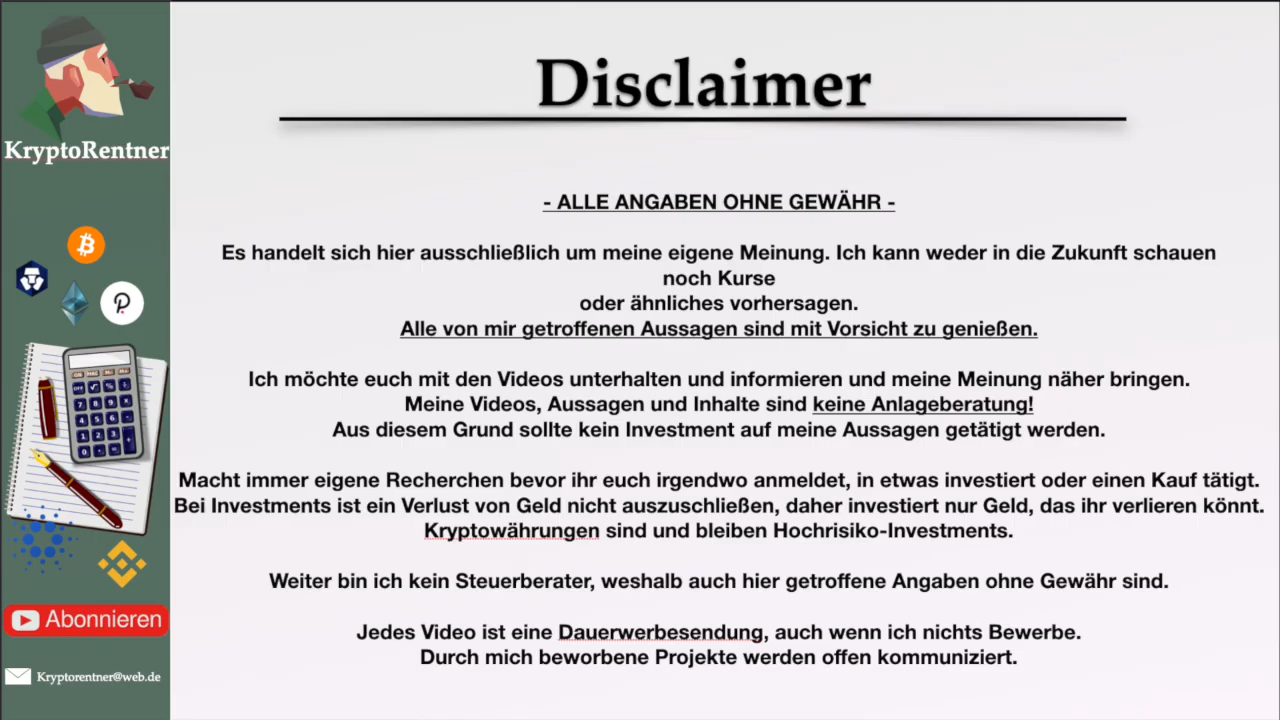 KryptoRentner
Abonnieren
Kryptorentner@web.de
Disclaimer
- ALLE ANGABEN OHNE GEWÄHR -
Es handelt sich hier ausschließlich um meine eigene Meinung. Ich kann weder in die Zukunft schauen
noch Kurse
oder ähnliches vorhersagen.
Alle von mir getroffenen Aussagen sind mit Vorsicht zu genießen.
Ich möchte euch mit den Videos unterhalten und informieren und meine Meinung näher bringen.
Meine Videos, Aussagen und Inhalte sind keine Anlageberatung!
Aus diesem Grund sollte kein Investment auf meine Aussagen getätigt werden.
Macht immer eigene Recherchen bevor ihr euch irgendwo anmeldet, in etwas investiert oder einen Kauf tätigt.
Bei Investments ist ein Verlust von Geld nicht auszuschließen, daher investiert nur Geld, das ihr verlieren könnt.
Kryptowährungen sind und bleiben Hochrisiko-Investments.
Weiter bin ich kein Steuerberater, weshalb auch hier getroffene Angaben ohne Gewähr sind.
Jedes Video ist eine Dauerwerbesendung, auch wenn ich nichts Bewerbe.
Durch mich beworbene Projekte werden offen kommuniziert.